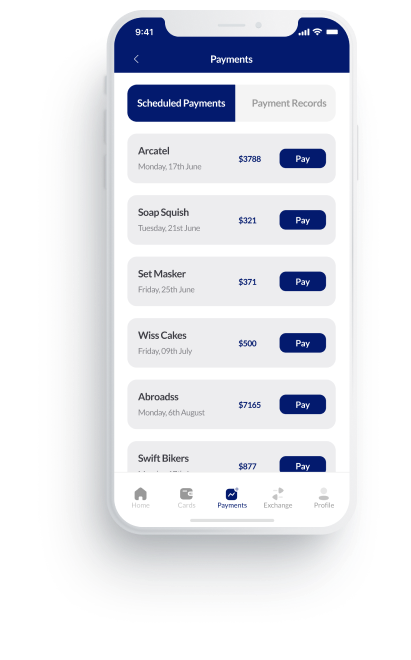 9:41
Payments
Scheduled Payments
Payment Records
Arcatel
Monday, 17th June
$3788
Pay
Soap Squish
Tuesday, 21st June
$321
Pay
Set Masker
Friday, 25th June
$371
Pay
Wiss Cakes
Friday, 09th July
$500
Pay
Abroadss
Monday, 6th August
$7165
Pay
Swift Bikers
$877
Pay
Home
Cards
Payments
Exchange
Profile